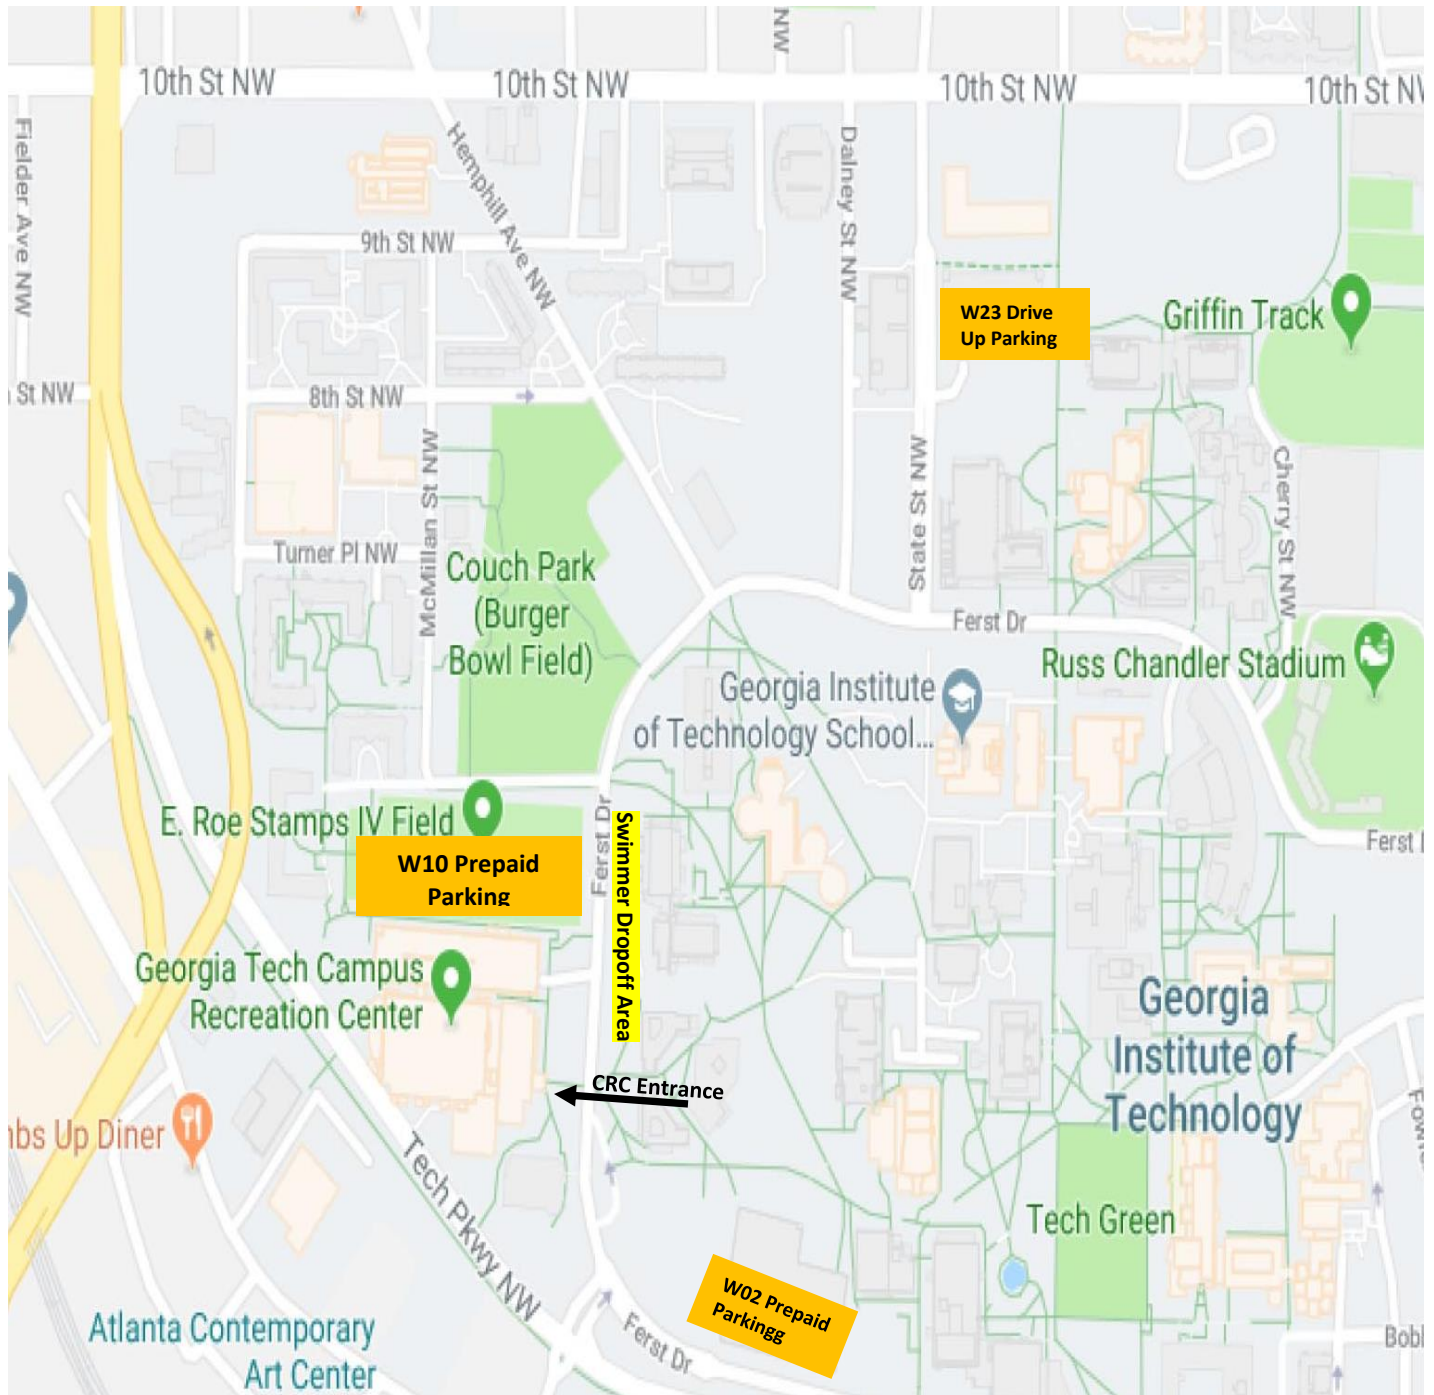 NW
10th St NW
10th St NW
10th St NW
10th St NW
Fielder Ave NW
Hemphill Ave NW
Dalney St NW
9th St NW
W23 Drive
Up Parking
Griffin Track
St NW
8th St NW
McMillan St NW
State St NW
Cherry St NW
Turner Pl NW
Couch Park
(Burger
Bowl Field)
Ferst Dr
Russ Chandler Stadium
Georgia Institute
of Technology School...
E. Roe Stamps IV Field
Ferst Dr
Swimmer Dropoff Area
Ferst
W10 Prepaid
Parking
Georgia Tech Campus
Recreation Center
Georgia
Institute of
Technology
CRC Entrance
mbs Up Diner
Tech Pkwy NW
Tech Green
W02 Prepaid
Parkingg
Ferst Dr
Atlanta Contemporary
Art Center
Bobb